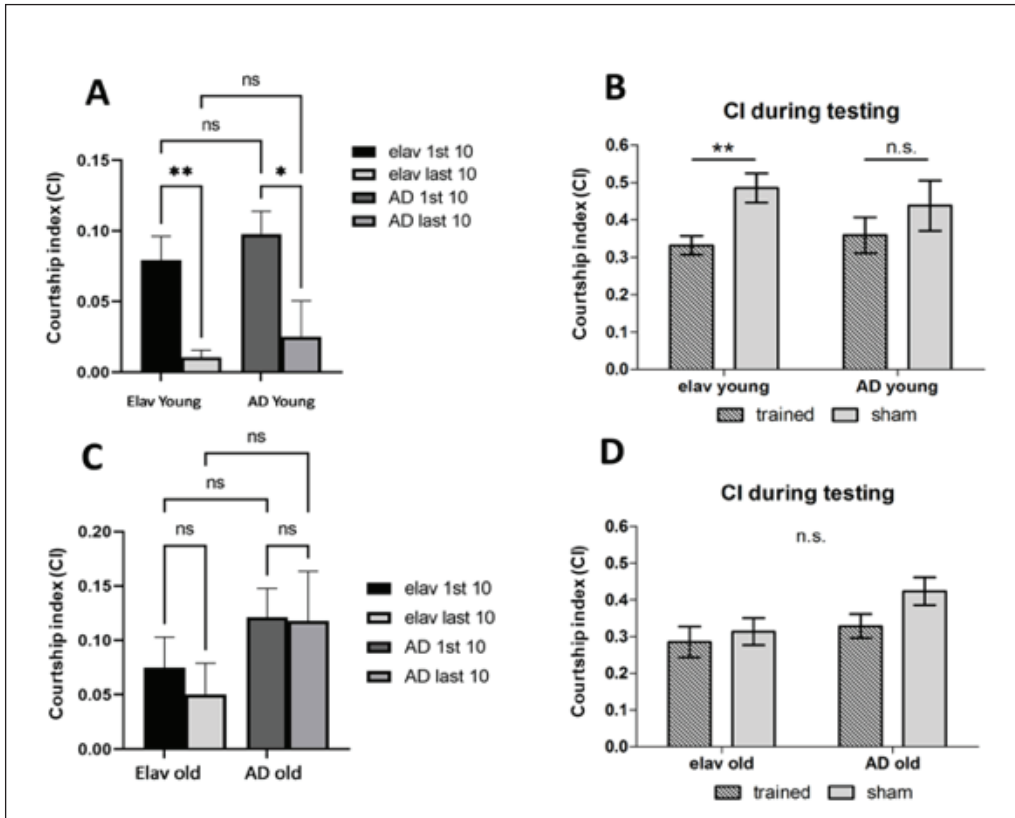 A
ns
ns
**
*
0.15
0.10
0.05
0.00
Courtship index (CI)
Elav Young
AD Young
elav 1st 10
elav last 10
AD 1st 10
AD last 10
B
CI during testing
**
n.s.
0.6
0.5
0.4
0.3
0.2
0.1
0.0
Courtship index (CI)
elav young
AD young
trained
sham
C
ns
ns
ns
ns
0.20
0.15
0.10
0.05
0.00
Courtship index (CI)
Elav old
AD old
elav 1st 10
elav last 10
AD 1st 10
AD last 10
D
CI during testing
n.s.
0.6
0.5
0.4
0.3
0.2
0.1
0.0
Courtship index (CI)
elav old
AD old
trained
sham